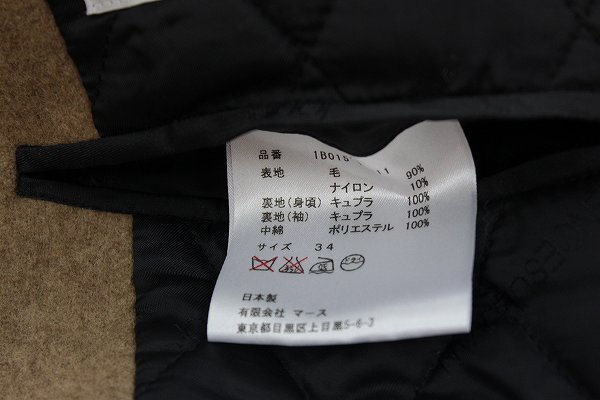 品番 1B015 11
表地 毛 90%
ナイロン 10%
裏地(身頃) キュプラ 100%
裏地(袖) キュプラ 100%
中綿 ポリエステル 100%
サイズ 34
日本製
有限会社 マース
東京都目黒区上目黒5-6-3